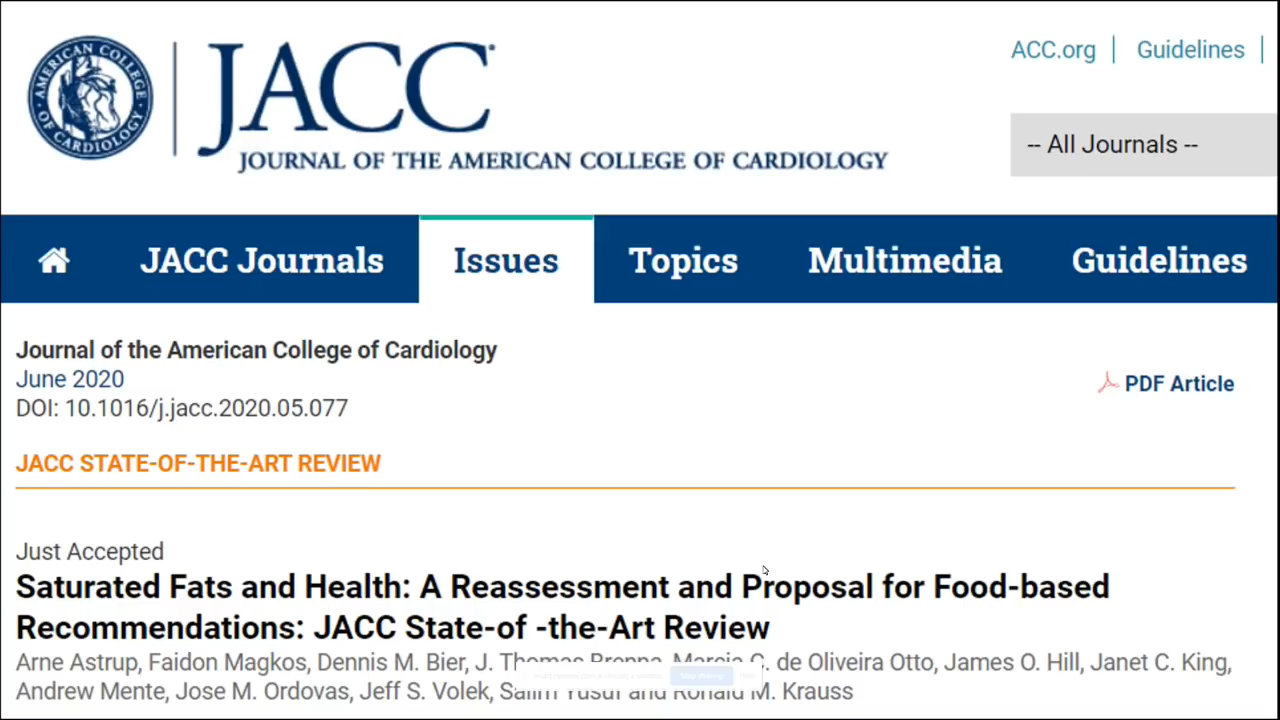 AMERICAN COLLEGE OF CARDIOLOGY
JACC
JOURNAL OF THE AMERICAN COLLEGE OF CARDIOLOGY
ACC.org
Guidelines
-- All Journals --
JACC Journals
Issues
Topics
Multimedia
Guidelines
Journal of the American College of Cardiology
June 2020
DOI: 10.1016/j.jacc.2020.05.077
PDF Article
JACC STATE-OF-THE-ART REVIEW
Just Accepted
Saturated Fats and Health: A Reassessment and Proposal for Food-based
Recommendations: JACC State-of -the-Art Review
Arne Astrup, Faidon Magkos, Dennis M. Bier, J. Thomas Brenna, Marcia C. de Oliveira Otto, James O. Hill, Janet C. King,
Andrew Mente, Jose M. Ordovas, Jeff S. Volek, Salim Yusuf and Ronald M. Krauss